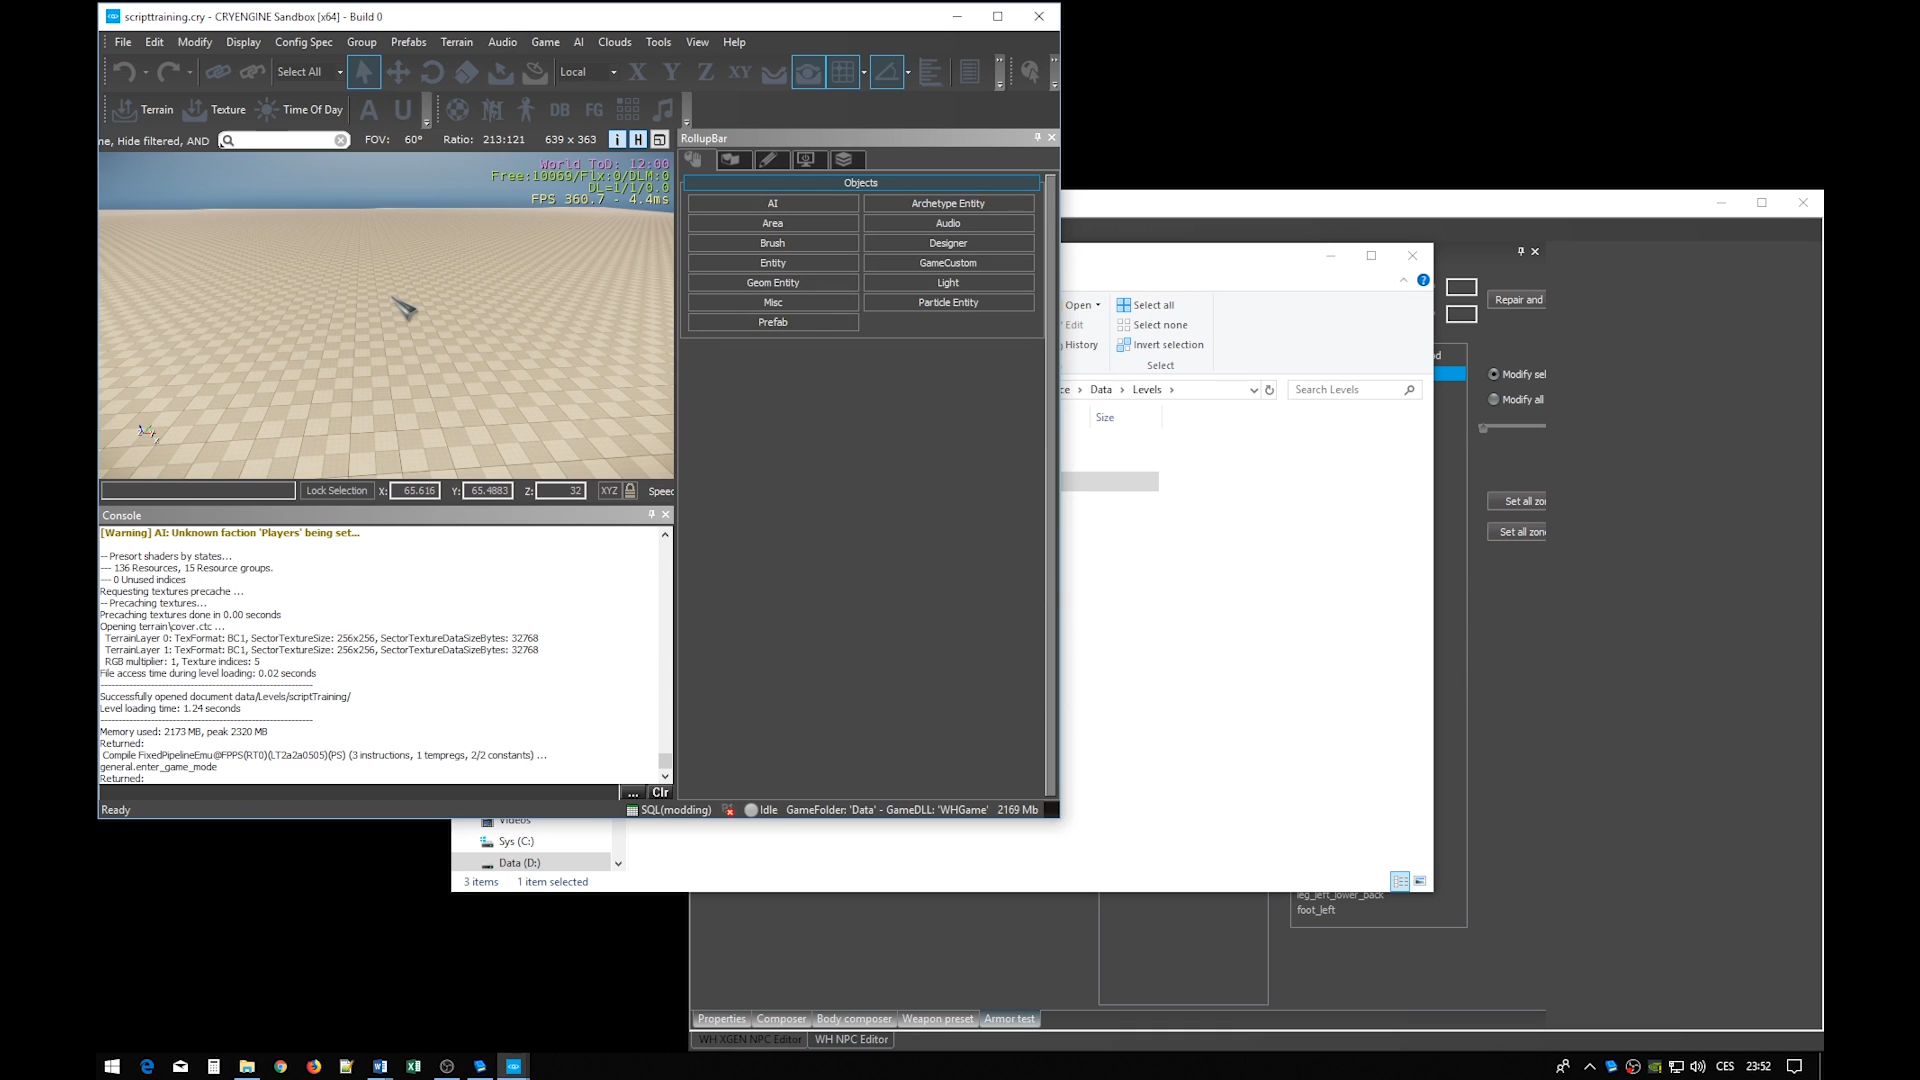 scripttraining.cry - CRYENGINE Sandbox [x64] - Build 0
File Edit Modify Display Config Spec Group Prefabs Terrain Audio Game AI Clouds Tools View Help
Select All Local X Y Z XY
Terrain Texture Time Of Day A U DB FG
ne, Hide filtered, AND FOV: 60° Ratio: 213:121 639 x 363 i H
RollupBar
World ToD: 12:00
Free:10069/Flx:0/DLM:0
DL=1/1/0.0
FPS 360.7 - 4.4ms
Objects
AI Archetype Entity
Area Audio
Brush Designer
Entity GameCustom
Geom Entity Light
Misc Particle Entity
Prefab
Lock Selection X: 65.616 Y: 65.4883 Z: 32 XYZ Speec
Console
[Warning] AI: Unknown faction 'Players' being set...
-- Presort shaders by states...
--- 136 Resources, 15 Resource groups.
--- 0 Unused indices
Requesting textures precache ...
-- Precaching textures...
Precaching textures done in 0.00 seconds
Opening terrain\cover.ctc ...
TerrainLayer 0: TexFormat: BC1, SectorTextureSize: 256x256, SectorTextureDataSizeBytes: 32768
TerrainLayer 1: TexFormat: BC1, SectorTextureSize: 256x256, SectorTextureDataSizeBytes: 32768
RGB multiplier: 1, Texture indices: 5
File access time during level loading: 0.02 seconds
-----------------------------------------------------------
Successfully opened document data/Levels/scriptTraining/
Level loading time: 1.24 seconds
-----------------------------------------------------------
Memory used: 2173 MB, peak 2320 MB
Returned:
Compile FixedPipelineEmu@FPPS(RT0)(LT2a2a0505)(PS) (3 instructions, 1 tempregs, 2/2 constants) ...
general.enter_game_mode
Returned:
... Clr
Ready SQL(modding) Idle GameFolder: 'Data' - GameDLL: 'WHGame' 2169 Mb
Open Select all
Edit Select none
History Invert selection
Select
ce > Data > Levels > Search Levels
Size
Videos
Sys (C:)
Data (D:)
3 items 1 item selected
Repair and
d
Modify sel
Modify all
Set all zon
Set all zone
leg_left_lower_back
foot_left
Properties Composer Body composer Weapon preset Armor test
WH XGEN NPC Editor WH NPC Editor
CES 23:52